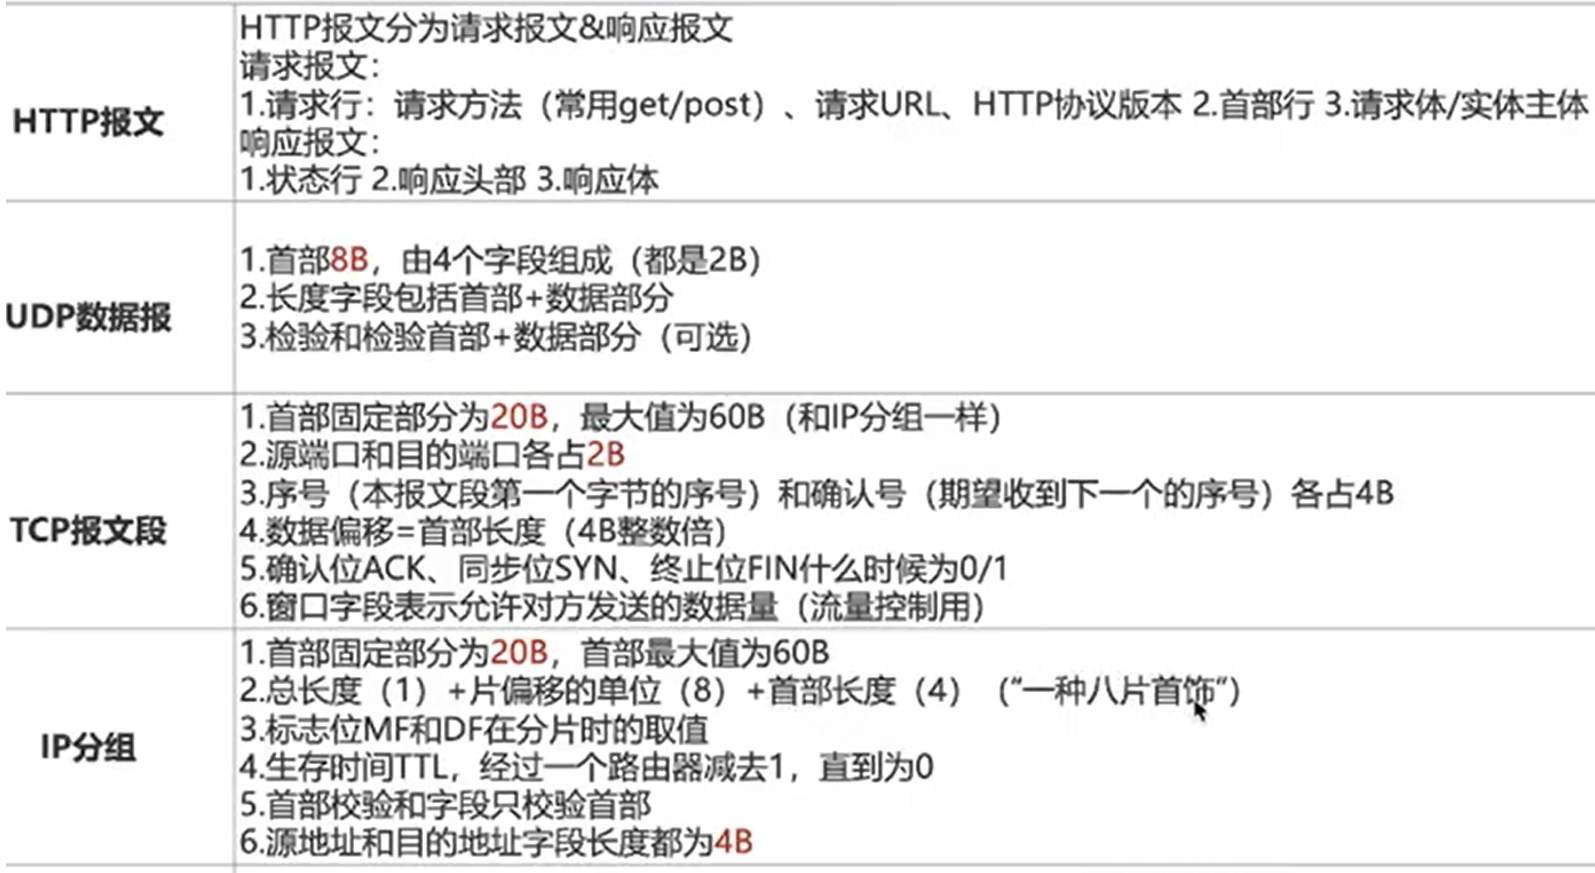 HTTP报文
HTTP报文分为请求报文&响应报文
请求报文：
1.请求行：请求方法（常用get/post）、请求URL、HTTP协议版本 2.首部行 3.请求体/实体主体
响应报文：
1.状态行 2.响应头部 3.响应体
UDP数据报
1.首部8B，由4个字段组成（都是2B）
2.长度字段包括首部+数据部分
3.检验和检验首部+数据部分（可选）
TCP报文段
1.首部固定部分为20B，最大值为60B（和IP分组一样）
2.源端口和目的端口各占2B
3.序号（本报文段第一个字节的序号）和确认号（期望收到下一个的序号）各占4B
4.数据偏移=首部长度（4B整数倍）
5.确认位ACK、同步位SYN、终止位FIN什么时候为0/1
6.窗口字段表示允许对方发送的数据量（流量控制用）
IP分组
1.首部固定部分为20B，首部最大值为60B
2.总长度（1）+片偏移的单位（8）+首部长度（4）（“一种八片首饰”）
3.标志位MF和DF在分片时的取值
4.生存时间TTL，经过一个路由器减去1，直到为0
5.首部校验和字段只校验首部
6.源地址和目的地址字段长度都为4B